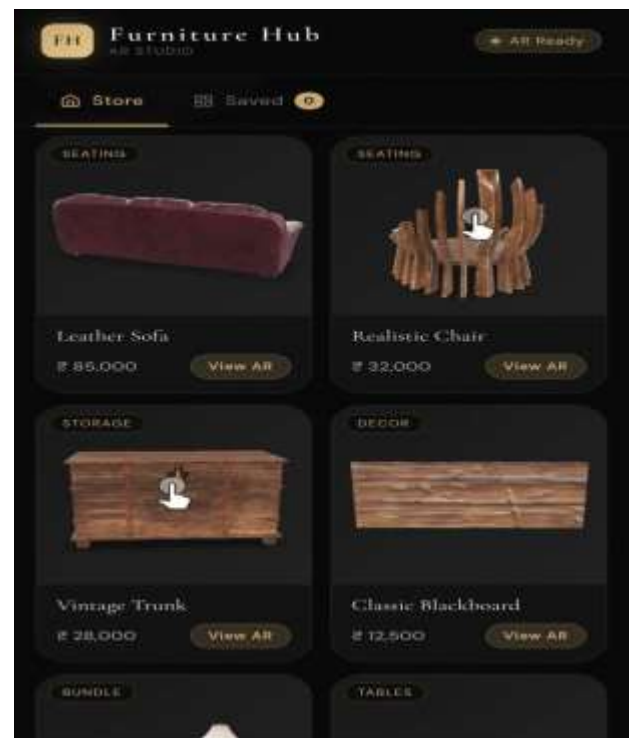 FH
Furniture Hub
AR STUDIO
AR Ready
Store
Saved
0
SEATING
SEATING
Leather Sofa
Realistic Chair
₹ 85,000
View AR
₹ 32,000
View AR
STORAGE
DECOR
Vintage Trunk
Classic Blackboard
₹ 28,000
View AR
₹ 12,500
View AR
BUNDLE
TABLES